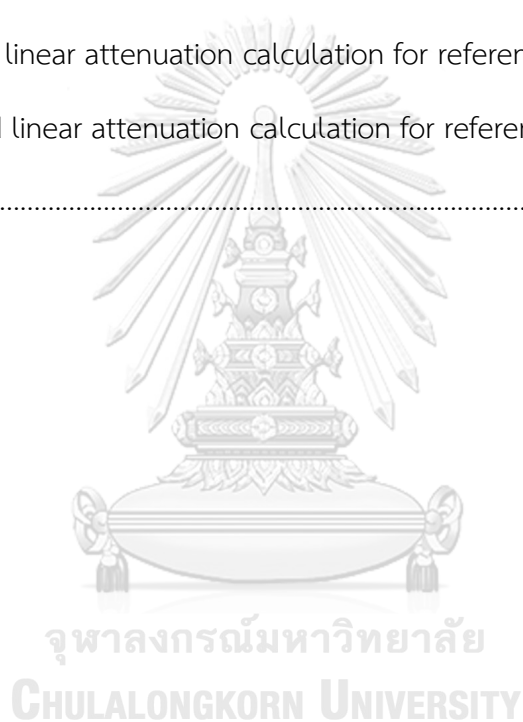 linear attenuation calculation for referen
linear attenuation calculation for referen
................................................................................
จุฬาลงกรณ์มหาวิทยาลัย
CHULALONGKORN UNIVERSITY